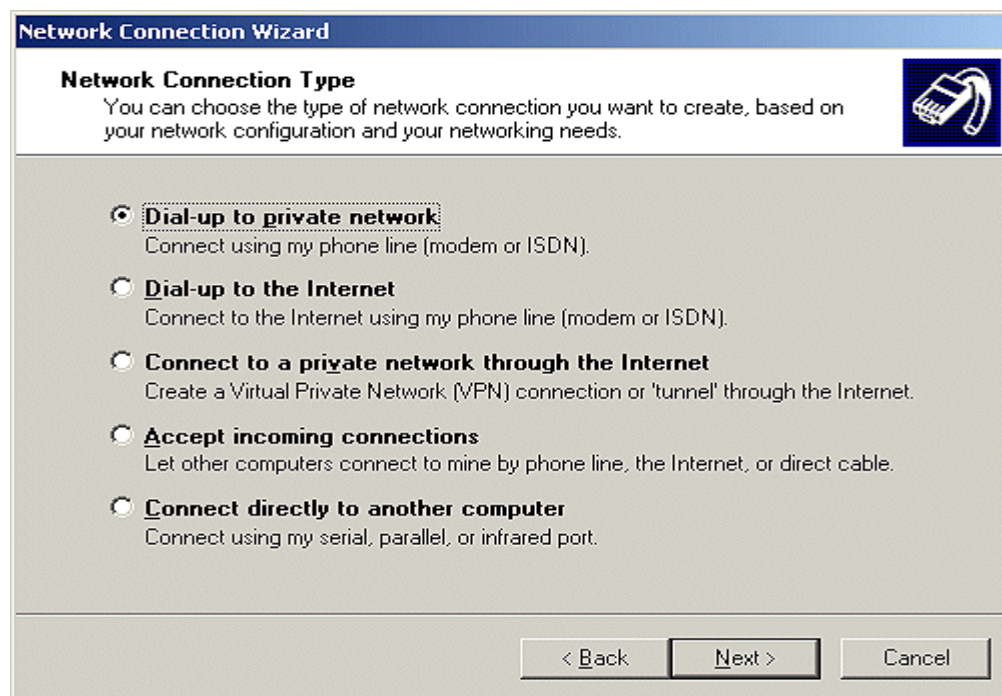 Network Connection Wizard
Network Connection Type
You can choose the type of network connection you want to create, based on
your network configuration and your networking needs.
Dial-up to private network
Connect using my phone line (modem or ISDN).
Dial-up to the Internet
Connect to the Internet using my phone line (modem or ISDN).
Connect to a private network through the Internet
Create a Virtual Private Network (VPN) connection or 'tunnel' through the Internet.
Accept incoming connections
Let other computers connect to mine by phone line, the Internet, or direct cable.
Connect directly to another computer
Connect using my serial, parallel, or infrared port.
< Back Next > Cancel